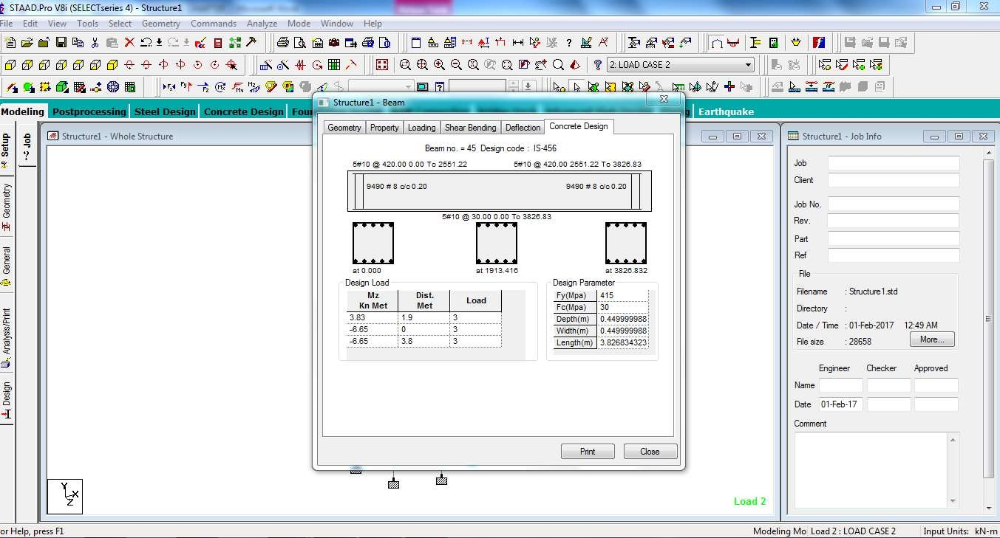 STAAD.Pro V8i (SELECTseries 4) - Structure1
File Edit View Tools Select Geometry Commands Analyze Mode Window Help
2: LOAD CASE 2
Modeling Postprocessing Steel Design Concrete Design Earthquake
Setup
Geometry
General
Analysis/Print
Design
Job
Structure1 - Whole Structure
Structure1 - Beam
Geometry Property Loading Shear Bending Deflection Concrete Design
Beam no. = 45 Design code : IS-456
5#10 @ 420.00 0.00 To 2551.22 5#10 @ 420.00 2551.22 To 3826.83
9490 # 8 c/c 0.20 9490 # 8 c/c 0.20
5#10 @ 30.00 0.00 To 3826.83
at 0.000 at 1913.416 at 3826.832
Design Load
Mz Dist. Load
Kn Met Met
3.83 1.9 3
-6.65 0 3
-6.65 3.8 3
Design Parameter
Fy(Mpa) 415
Fc(Mpa) 30
Depth(m) 0.449999988
Width(m) 0.449999988
Length(m) 3.826834323
Print Close
Y
X
Z
Load 2
Structure1 - Job Info
Job
Client
Job No.
Rev.
Part
Ref
File
Filename : Structure1.std
Directory :
Date / Time : 01-Feb-2017 12:49 AM
File size : 28658
More...
Engineer Checker Approved
Name
Date 01-Feb-17
Comment
or Help, press F1
Modeling Mo Load 2 : LOAD CASE 2 Input Units: kN-m